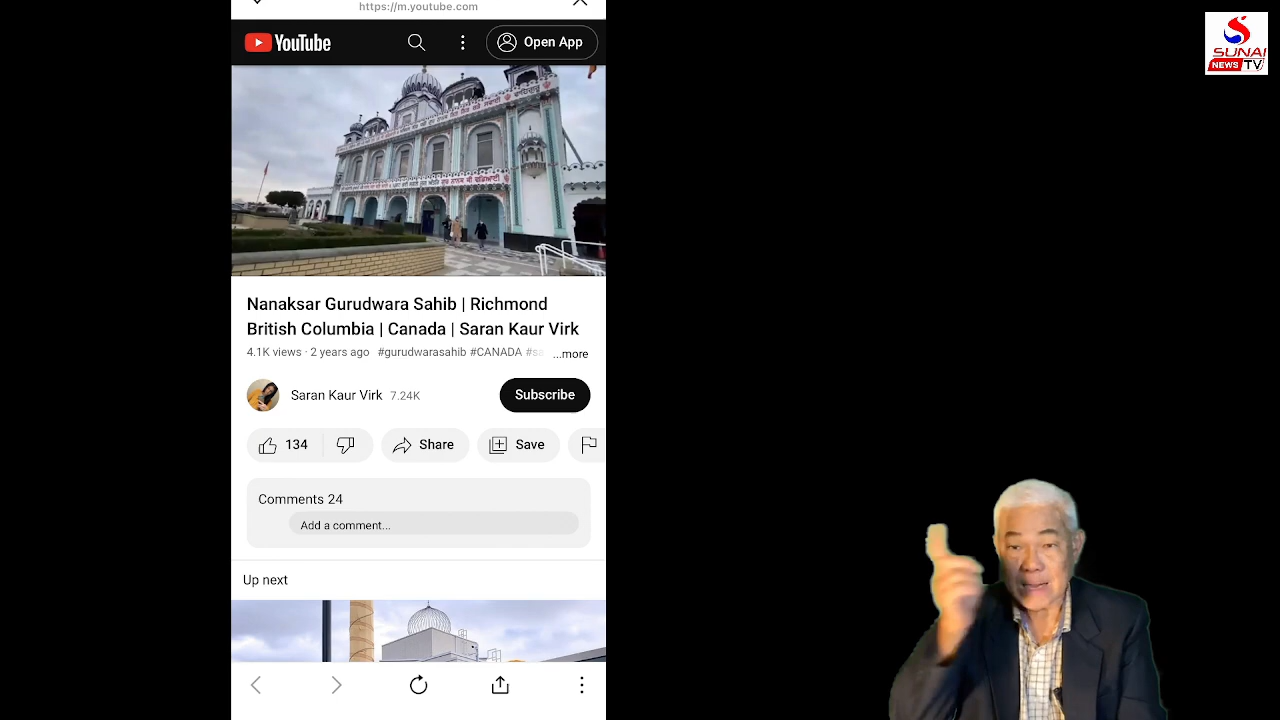 https://m.youtube.com
YouTube
Open App
Nanaksar Gurudwara Sahib | Richmond
British Columbia | Canada | Saran Kaur Virk
4.1K views · 2 years ago #gurudwarasahib #CANADA #sa
...more
Saran Kaur Virk 7.24K
Subscribe
134
Share
Save
Comments 24
Add a comment...
Up next
SUNAI
NEWS TV